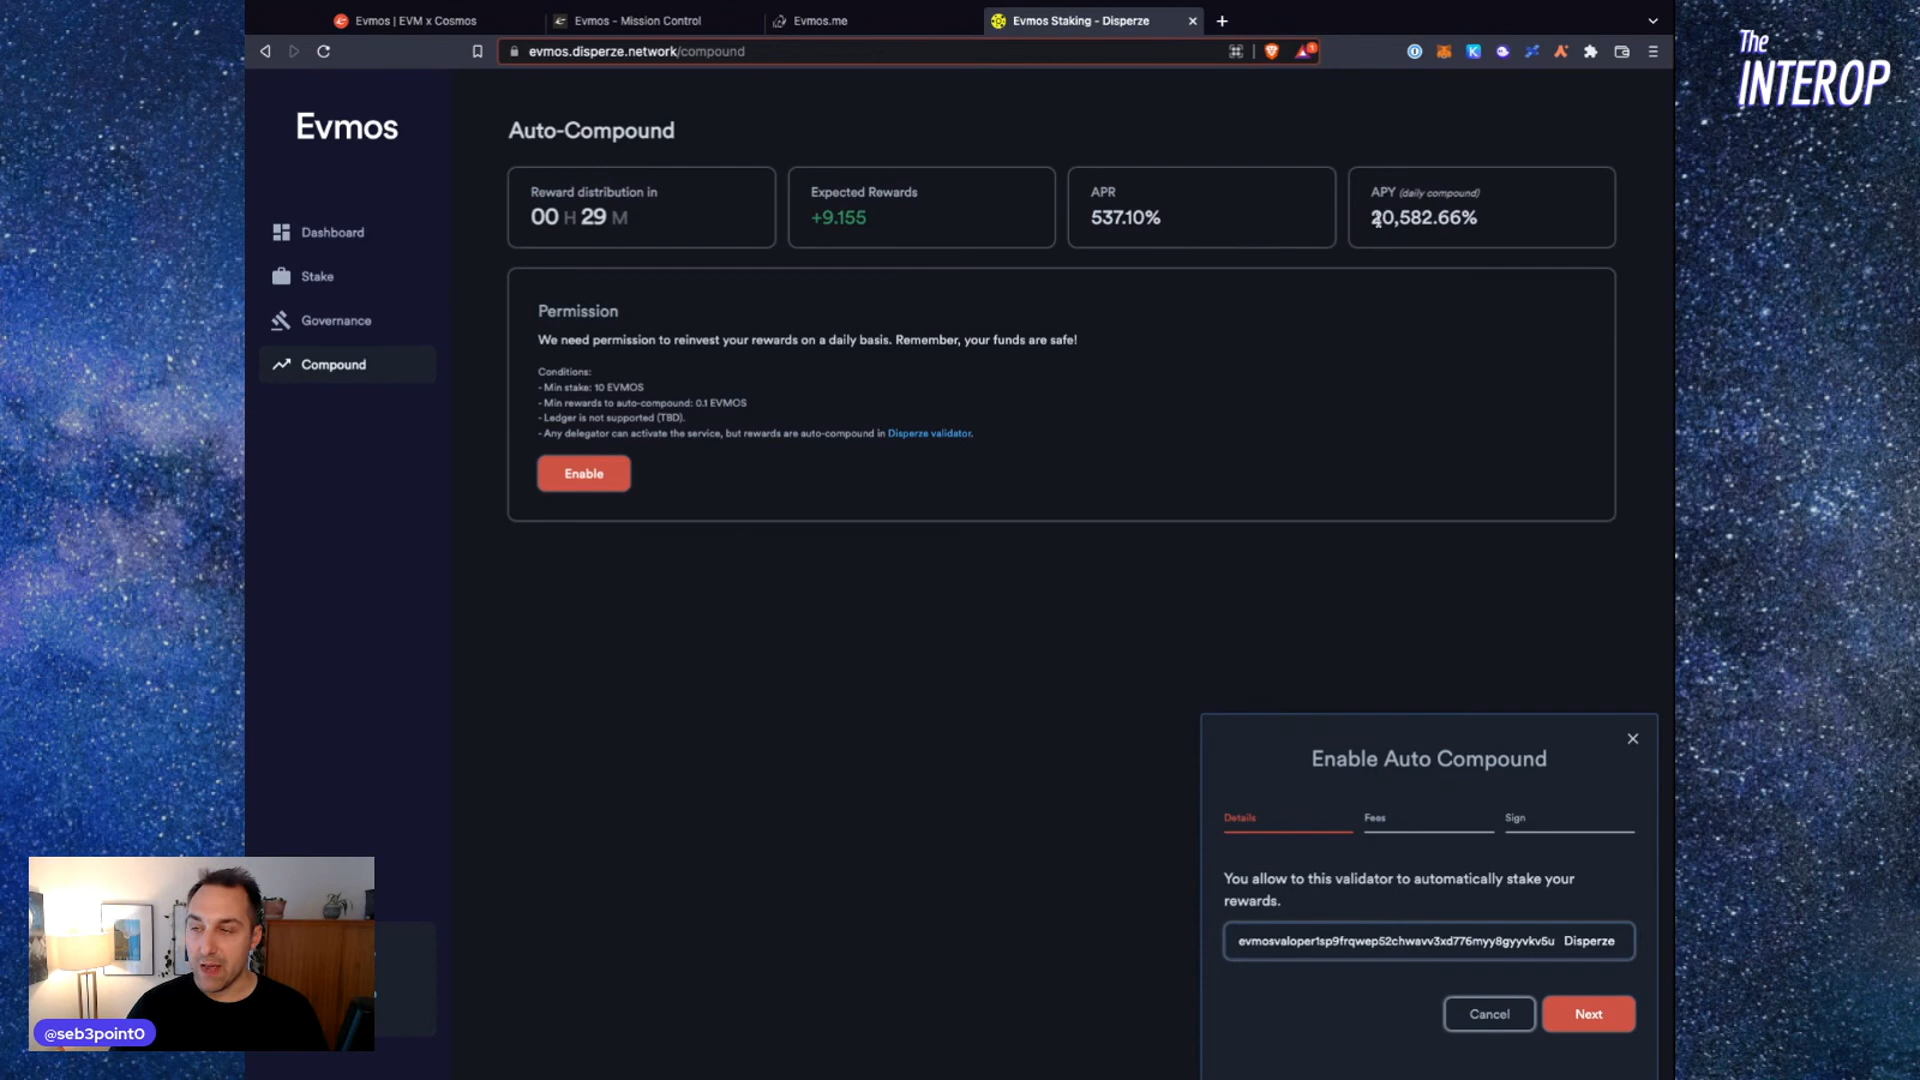 Evmos | EVM x Cosmos
Evmos - Mission Control
Evmos.me
Evmos Staking - Disperze
evmos.disperze.network/compound
The
INTEROP
Evmos
Dashboard
Stake
Governance
Compound
Auto-Compound
Reward distribution in
00 H 29 M
Expected Rewards
+9.155
APR
537.10%
APY (daily compound)
20,582.66%
Permission
We need permission to reinvest your rewards on a daily basis. Remember, your funds are safe!
Conditions:
- Min stake: 10 EVMOS
- Min rewards to auto-compound: 0.1 EVMOS
- Ledger is not supported (TBD).
- Any delegator can activate the service, but rewards are auto-compound in Disperze validator.
Enable
Enable Auto Compound
Details
Fees
Sign
You allow to this validator to automatically stake your
rewards.
evmosvaloper1sp9frqwep52chwavv3xd776myy8gyyvkv5u Disperze
Cancel
Next
@seb3point0